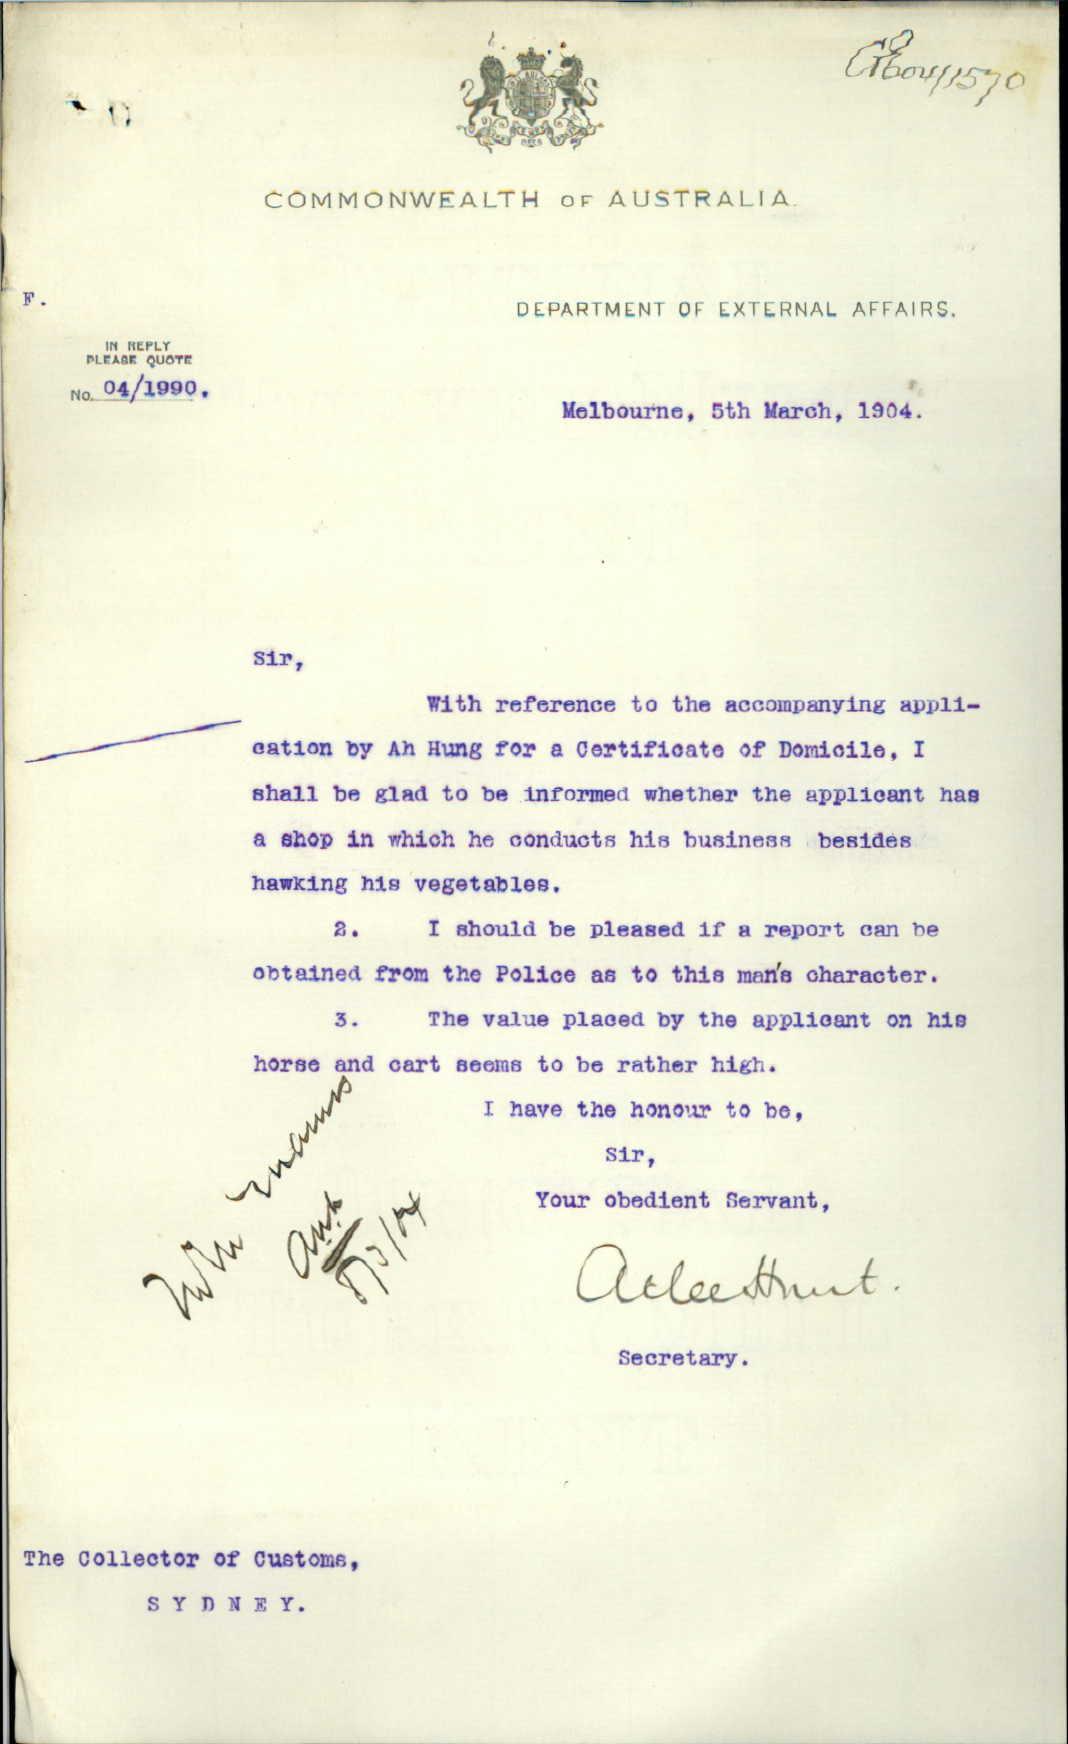 COMMONWEALTH OF AUSTRALIA.
F.
DEPARTMENT OF EXTERNAL AFFAIRS.
IN REPLY
PLEASE QUOTE
No. 04/1990.
Melbourne, 5th March, 1904.
Sir,
With reference to the accompanying appli-
cation by Ah Hung for a Certificate of Domicile, I
shall be glad to be informed whether the applicant has
a shop in which he conducts his business besides
hawking his vegetables.
2. I should be pleased if a report can be
obtained from the Police as to this man's character.
3. The value placed by the applicant on his
horse and cart seems to be rather high.
I have the honour to be,
Sir,
Your obedient Servant,
Atlee Hunt.
Secretary.
8/3/04
The Collector of Customs,
SYDNEY.